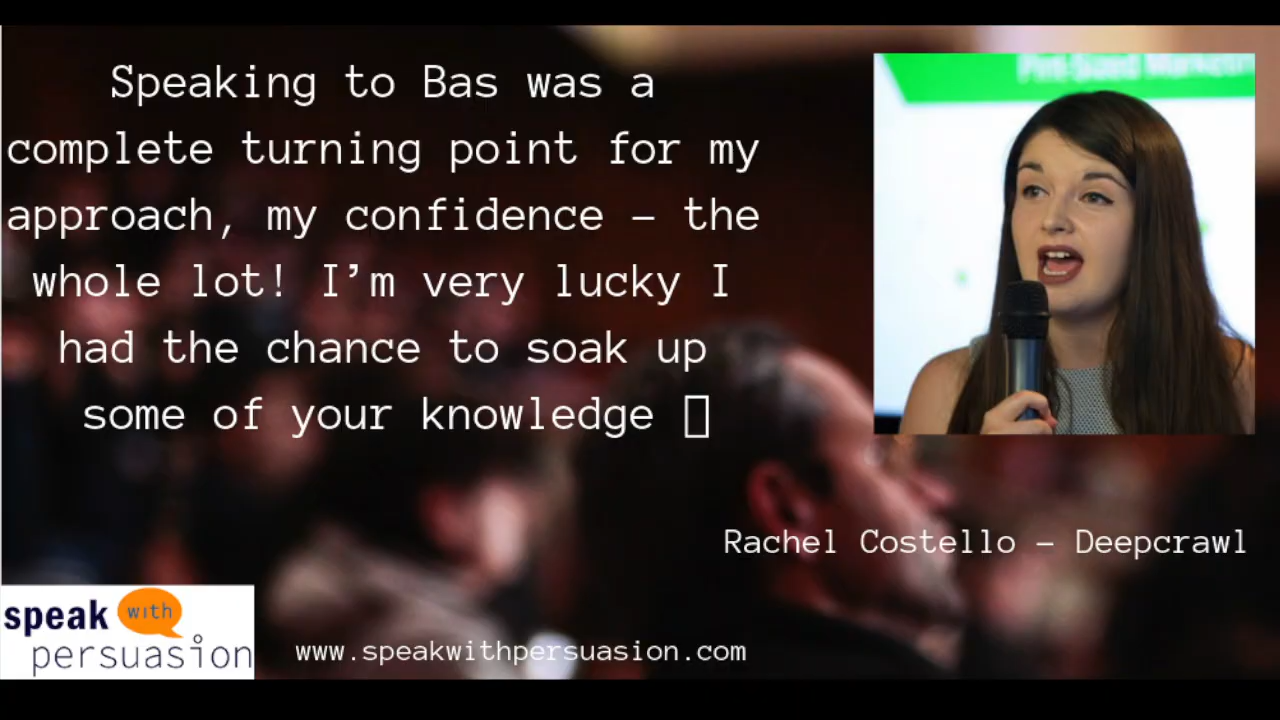 Speaking to Bas was a
complete turning point for my
approach, my confidence – the
whole lot! I’m very lucky I
had the chance to soak up
some of your knowledge
Rachel Costello – Deepcrawl
speak with
persuasion
www.speakwithpersuasion.com